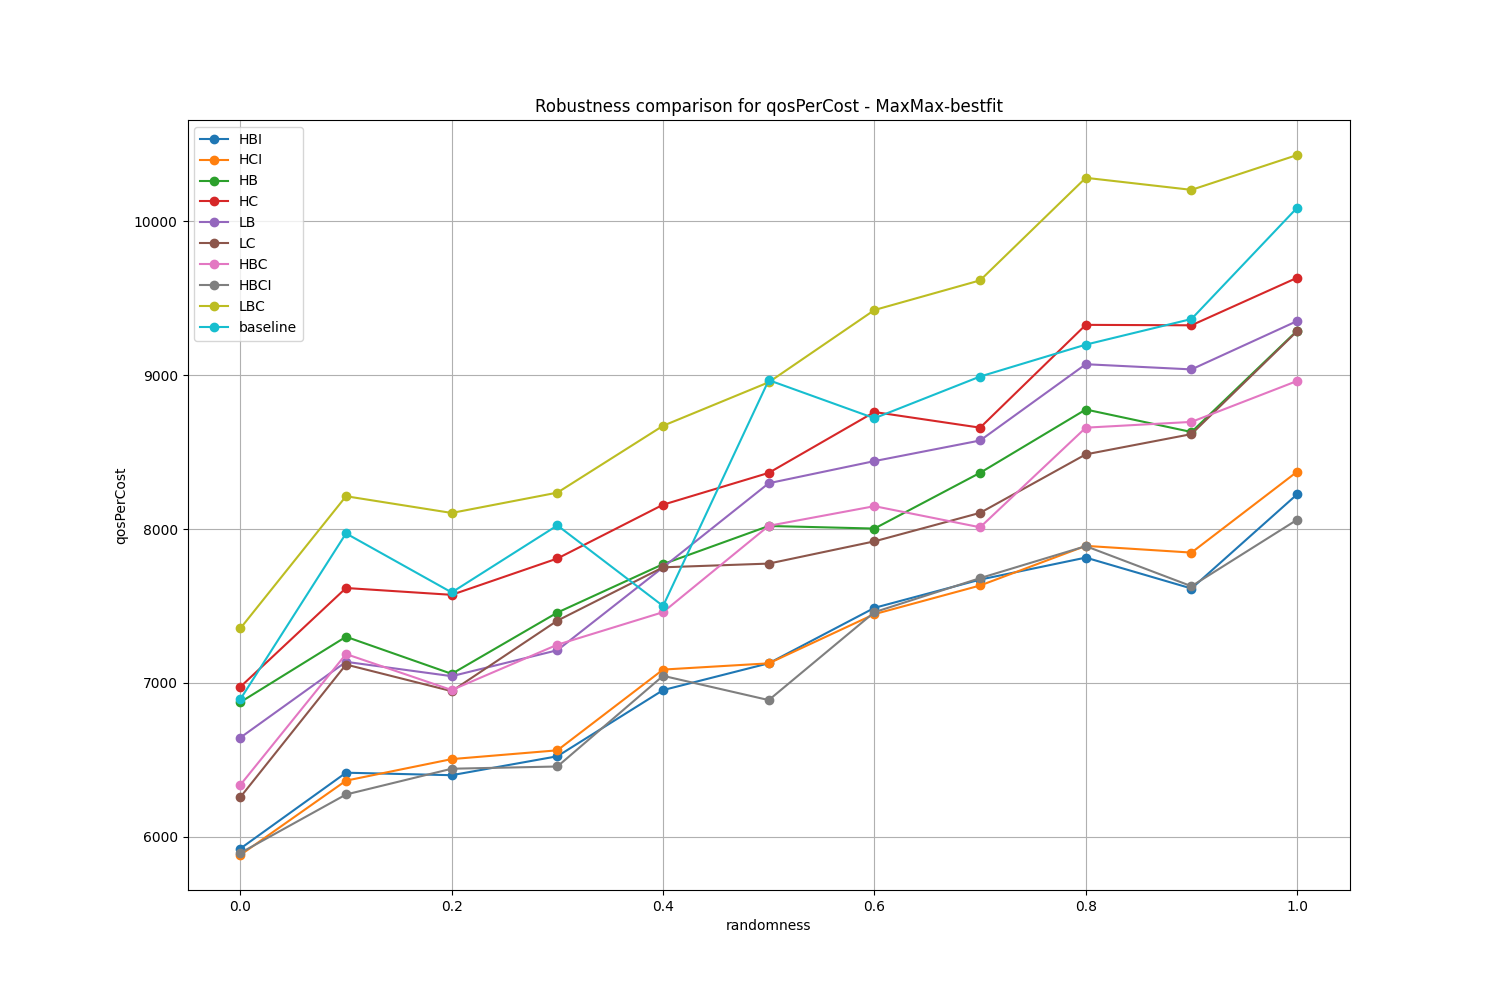 Robustness comparison for qosPerCost - MaxMax-bestfit
HBI
HCI
HB
HC
LB
LC
HBC
HBCI
LBC
baseline
10000
9000
8000
7000
6000
qosPerCost
0.0 0.2 0.4 0.6 0.8 1.0
randomness